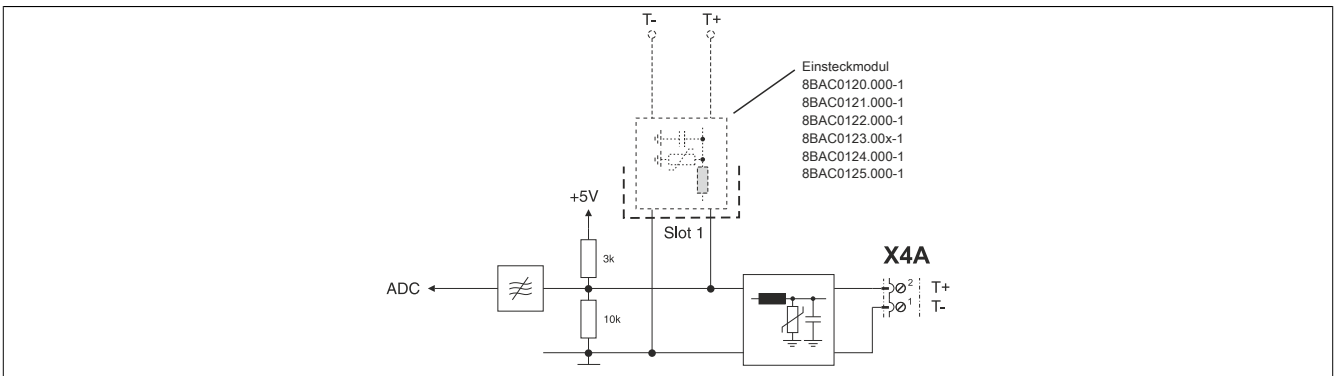 T- T+
Einsteckmodul
8BAC0120.000-1
8BAC0121.000-1
8BAC0122.000-1
8BAC0123.00x-1
8BAC0124.000-1
8BAC0125.000-1
+5V
Slot 1
3k
X4A
ADC
2 T+
1 T-
10k